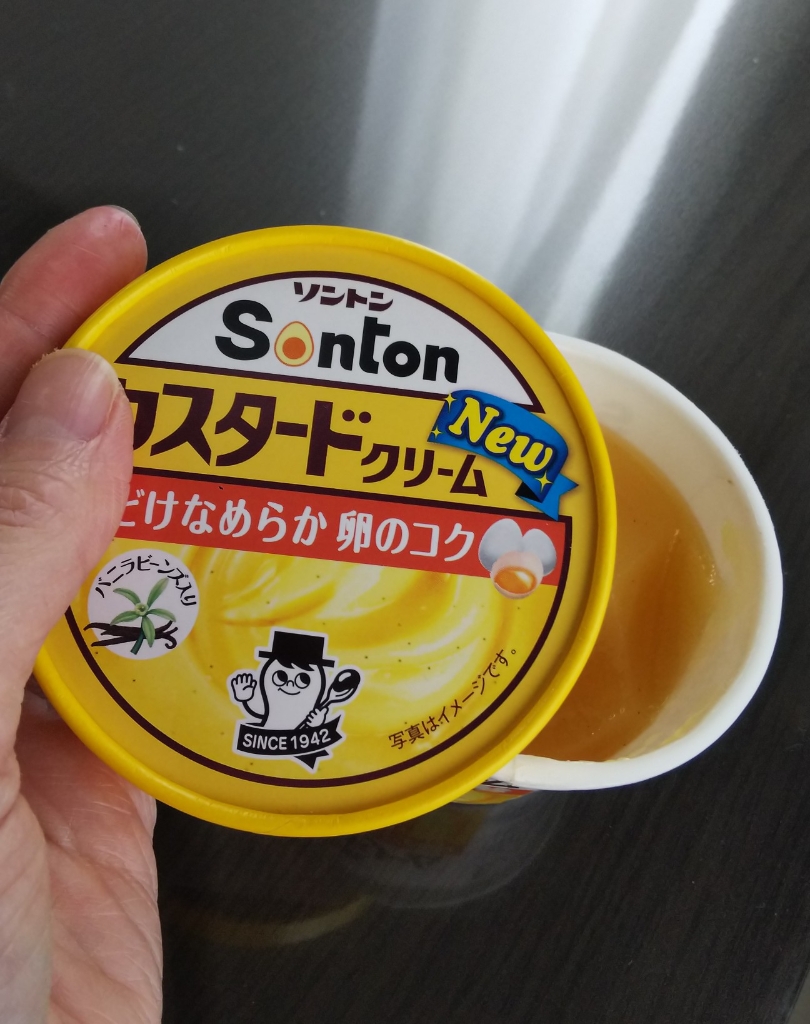 ソントン
Sonton
カスタード
クリーム
New
どけなめらか 卵のコク
バニラビーンズ入り
SINCE 1942
写真はイメージです。